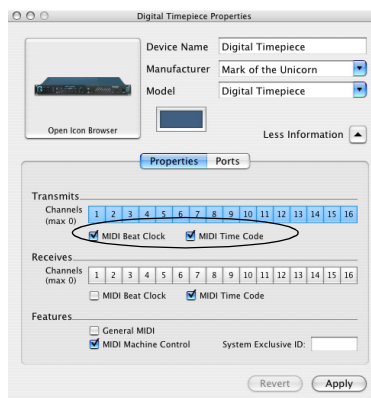 Digital Timepiece Properties
Device Name Digital Timepiece
Manufacturer Mark of the Unicorn
Model Digital Timepiece
Open Icon Browser
Less Information
Properties Ports
Transmits
Channels (max 0) 1 2 3 4 5 6 7 8 9 10 11 12 13 14 15 16
MIDI Beat Clock MIDI Time Code
Receives
Channels (max 0) 1 2 3 4 5 6 7 8 9 10 11 12 13 14 15 16
MIDI Beat Clock MIDI Time Code
Features
General MIDI
MIDI Machine Control System Exclusive ID:
Revert Apply